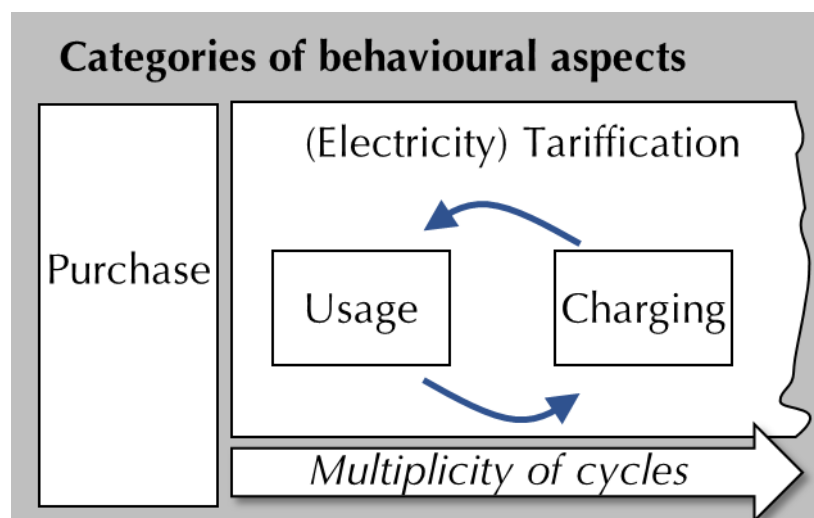 Categories of behavioural aspects
(Electricity) Tariffication
Purchase
Usage
Charging
Multiplicity of cycles